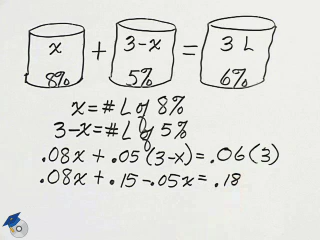 x + 3-x = 3 L
8% 5% 6%
x = # L of 8%
3-x = # L of 5%
.08x + .05(3-x) = .06(3)
.08x + .15-.05x = .18